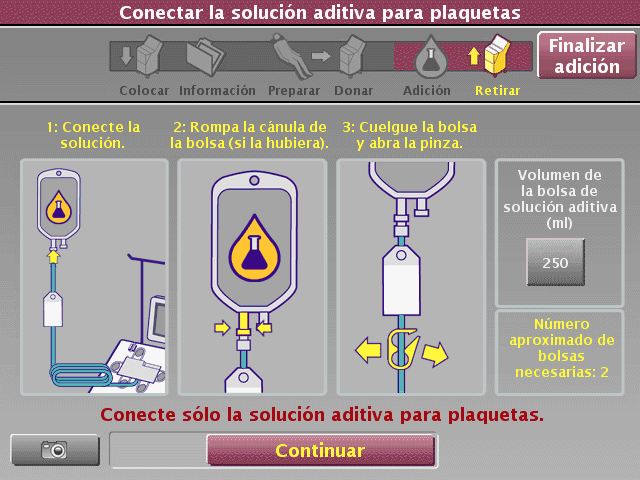 Conectar la solución aditiva para plaquetas
Finalizar
adición
Colocar Información Preparar Donar Adición Retirar
1: Conecte la
solución.
2: Rompa la cánula de
la bolsa (si la hubiera).
3: Cuelgue la bolsa
y abra la pinza.
Volumen de
la bolsa de
solución aditiva
(ml)
250
Número
aproximado de
bolsas
necesarias: 2
Conecte sólo la solución aditiva para plaquetas.
Continuar